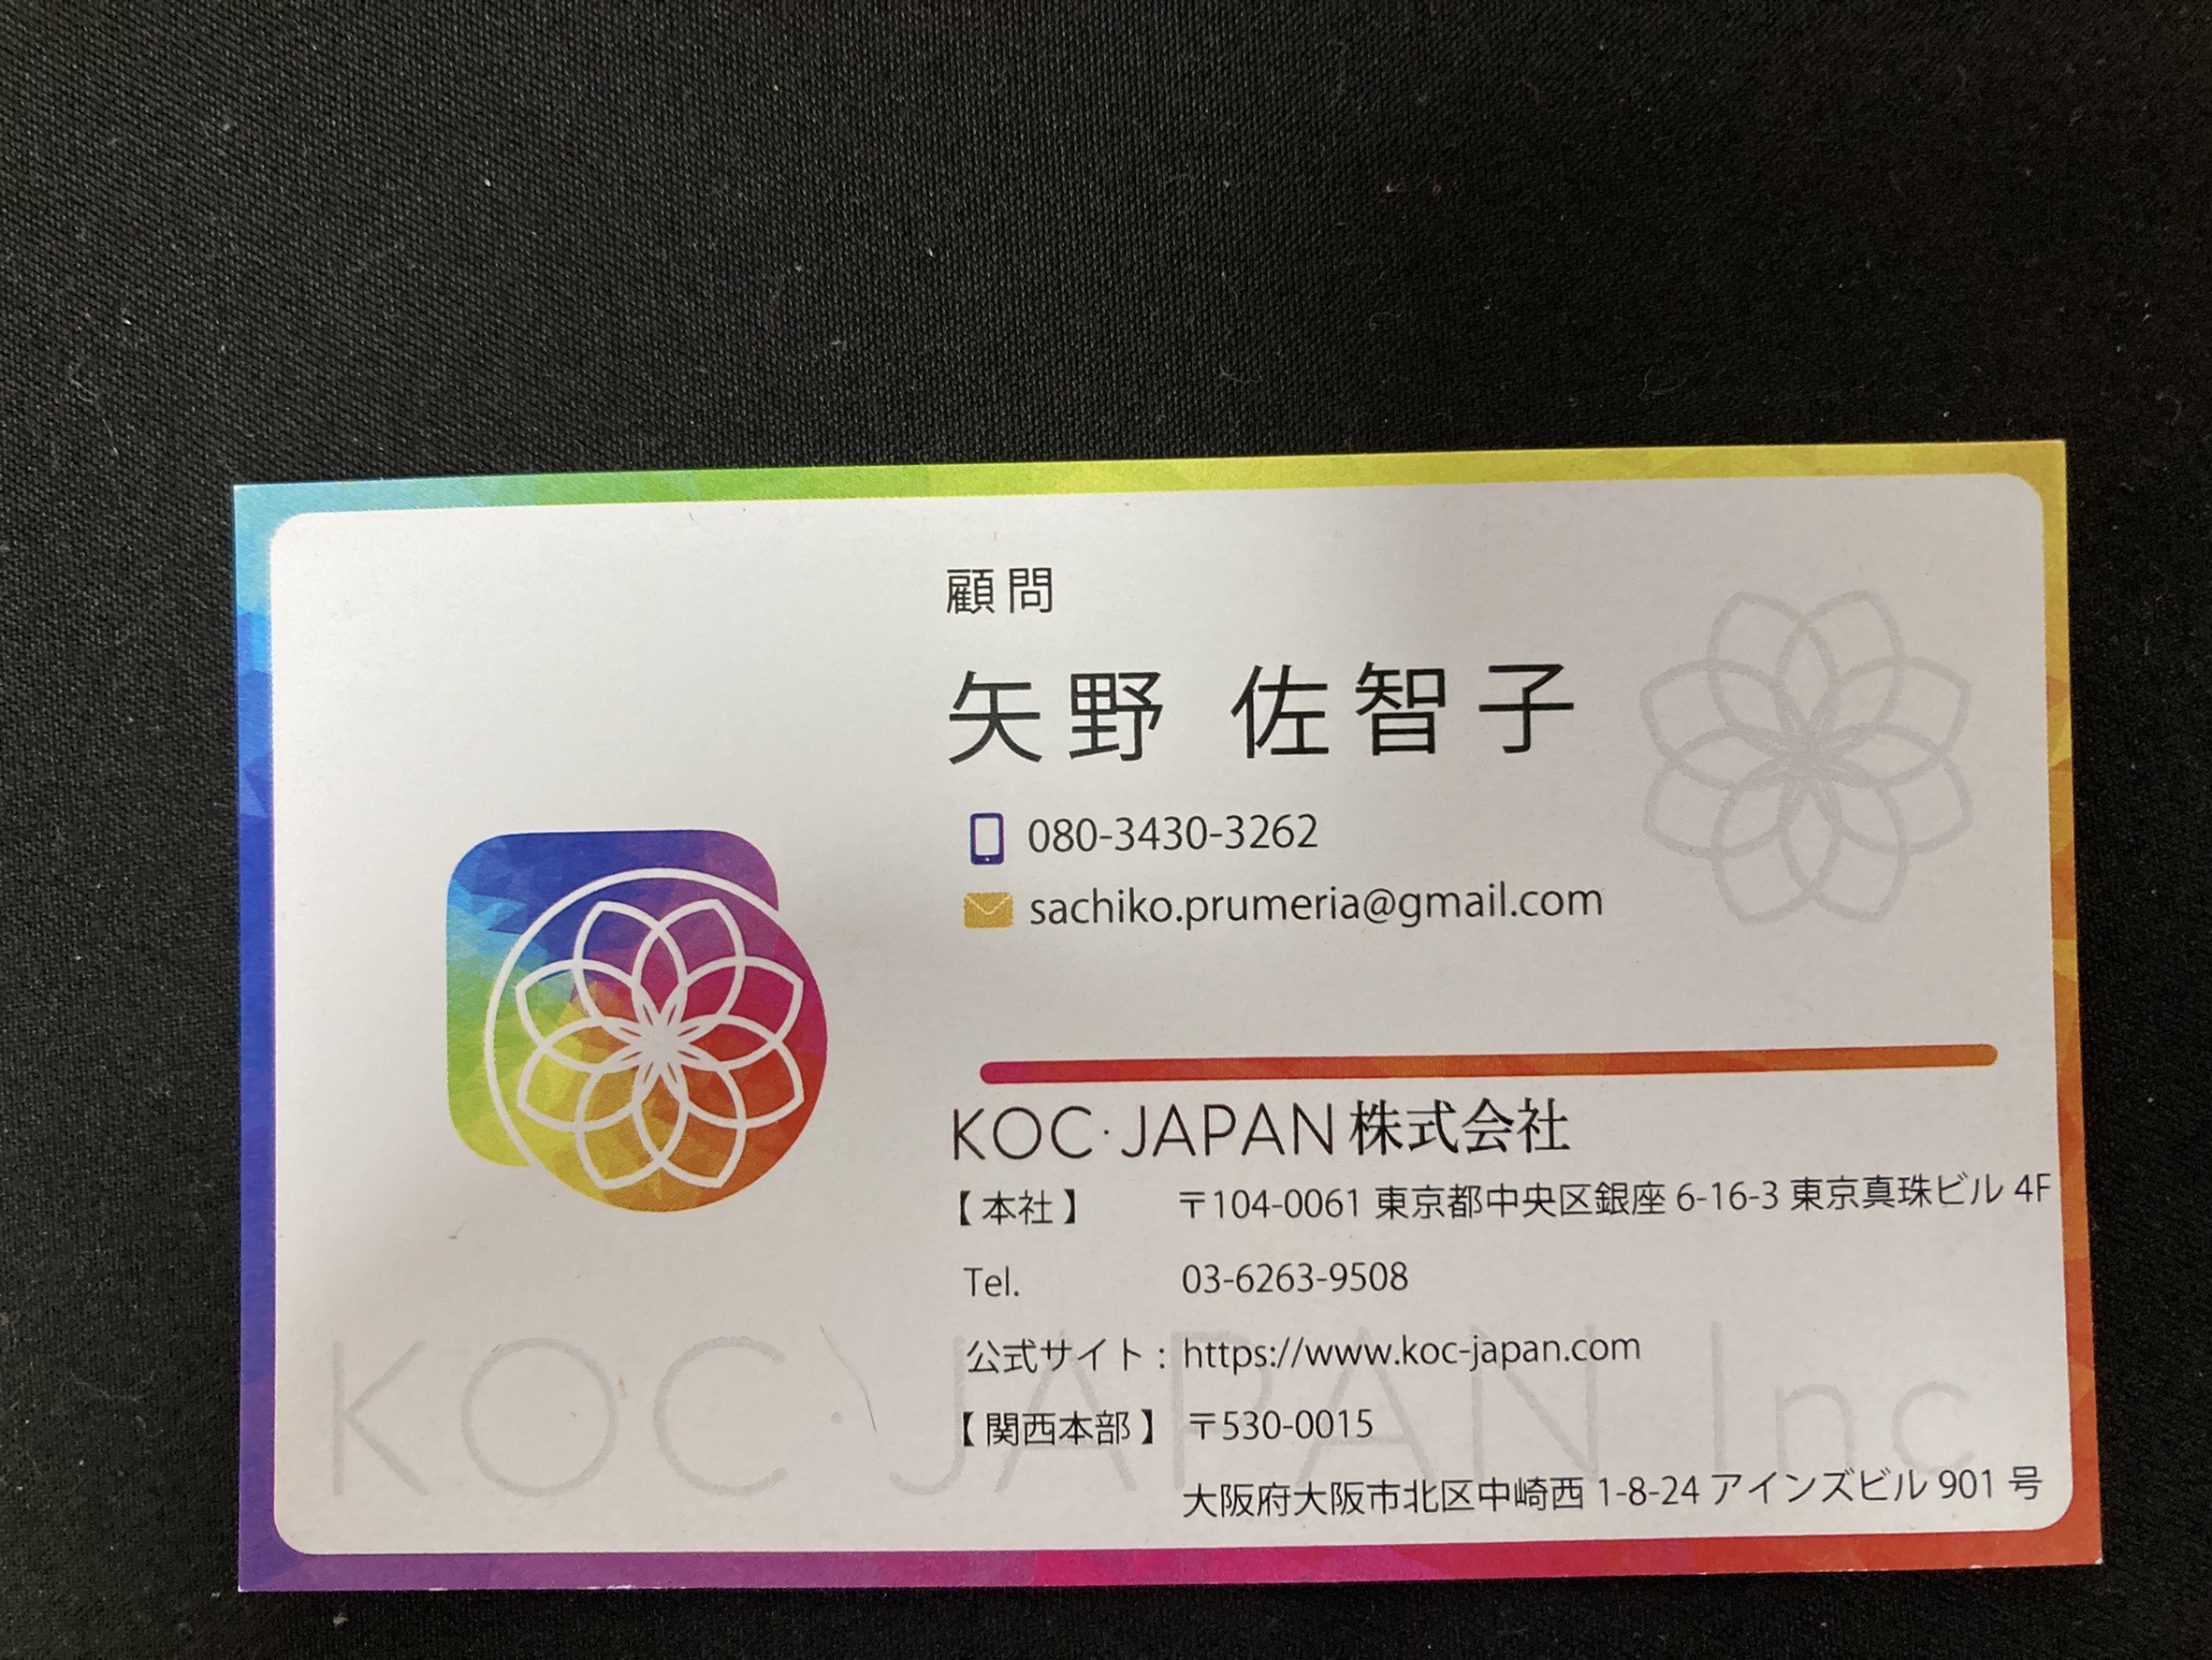 顧問
矢野 佐智子
080-3430-3262
sachiko.prumeria@gmail.com
KOC・JAPAN株式会社
【本社】 〒104-0061 東京都中央区銀座 6-16-3 東京真珠ビル 4F
Tel. 03-6263-9508
公式サイト：https://www.koc-japan.com
【関西本部】 〒530-0015
大阪府大阪市北区中崎西 1-8-24 アインズビル 901 号
KOC・JAPAN Inc.